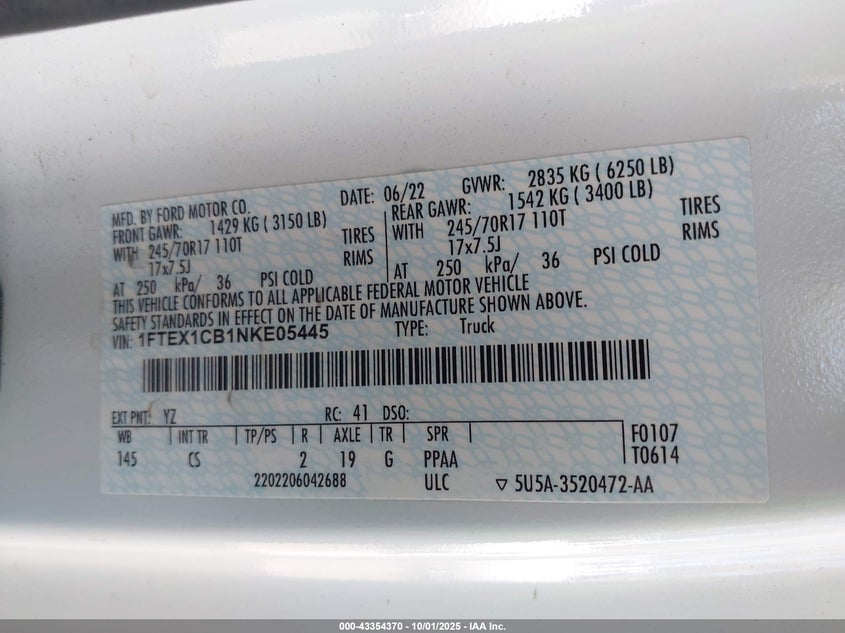 MFD. BY FORD MOTOR CO. DATE: 06/22 GVWR: 2835 KG ( 6250 LB)
FRONT GAWR: 1429 KG ( 3150 LB) REAR GAWR: 1542 KG ( 3400 LB)
WITH 245/70R17 110T TIRES WITH 245/70R17 110T TIRES
17x7.5J RIMS 17x7.5J RIMS
AT 250 kPa/ 36 PSI COLD AT 250 kPa/ 36 PSI COLD
THIS VEHICLE CONFORMS TO ALL APPLICABLE FEDERAL MOTOR VEHICLE
SAFETY STANDARDS IN EFFECT ON THE DATE OF MANUFACTURE SHOWN ABOVE.
VIN: 1FTEX1CB1NKE05445 TYPE: Truck
EXT PNT: YZ RC: 41 DSO:
WB INT TR TP/PS R AXLE TR SPR F0107
145 CS 2 19 G PPAA T0614
2202206042688 ULC ▽ 5U5A-3520472-AA
000-43354370 - 10/01/2025 - IAA Inc.